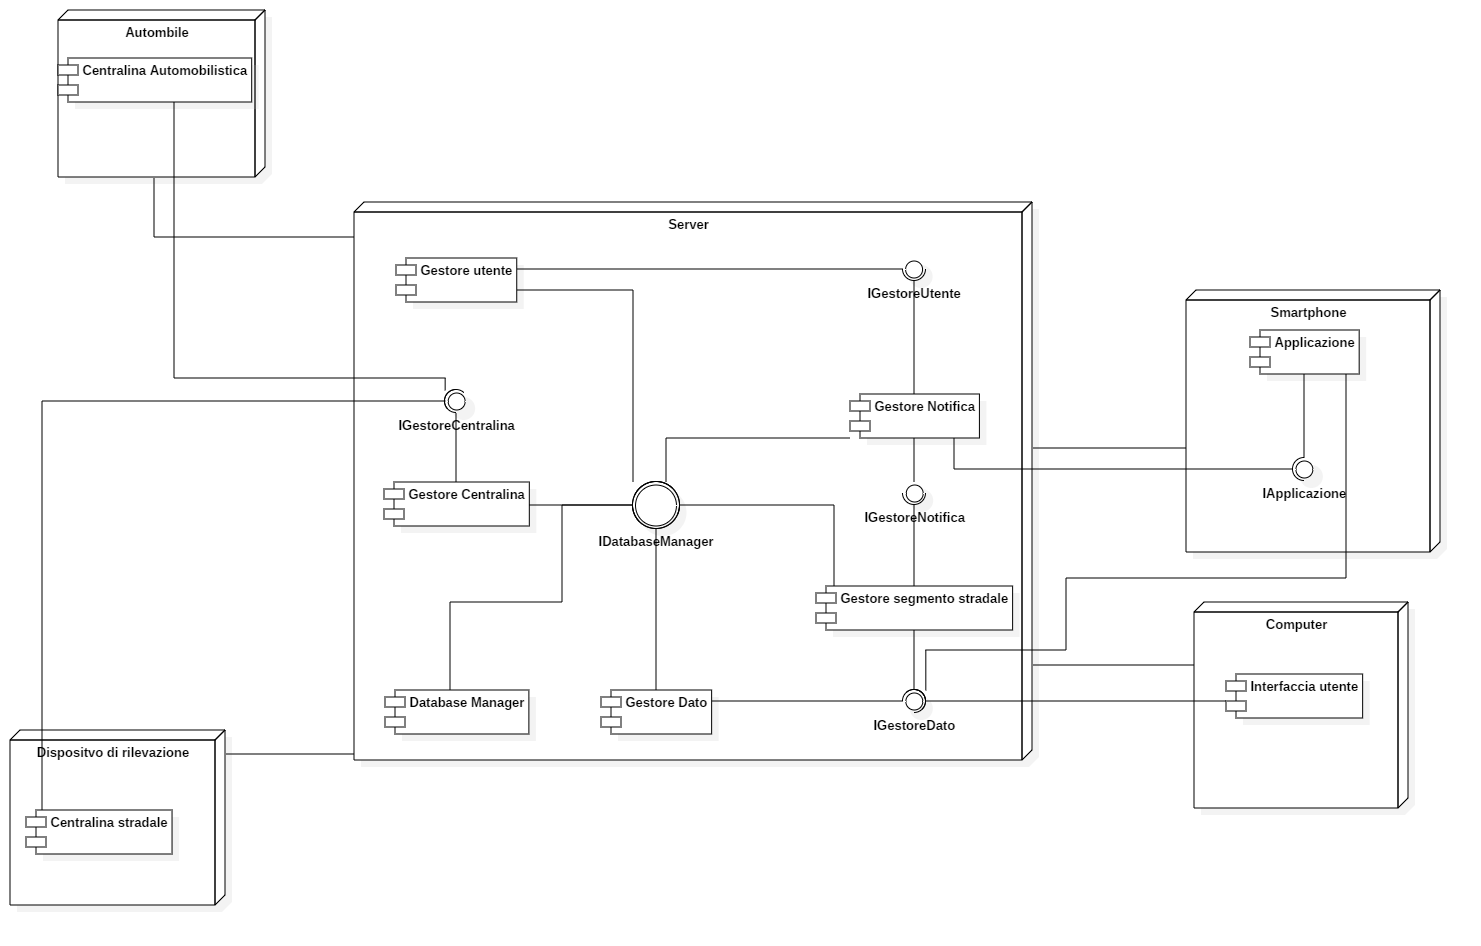 Autombile
Centralina Automobilistica
Server
Gestore utente
IGestoreUtente
Smartphone
Applicazione
IGestoreCentralina
Gestore Notifica
IApplicazione
Gestore Centralina
IGestoreNotifica
IDatabaseManager
Gestore segmento stradale
Computer
Interfaccia utente
Database Manager
Gestore Dato
IGestoreDato
Dispositvo di rilevazione
Centralina stradale